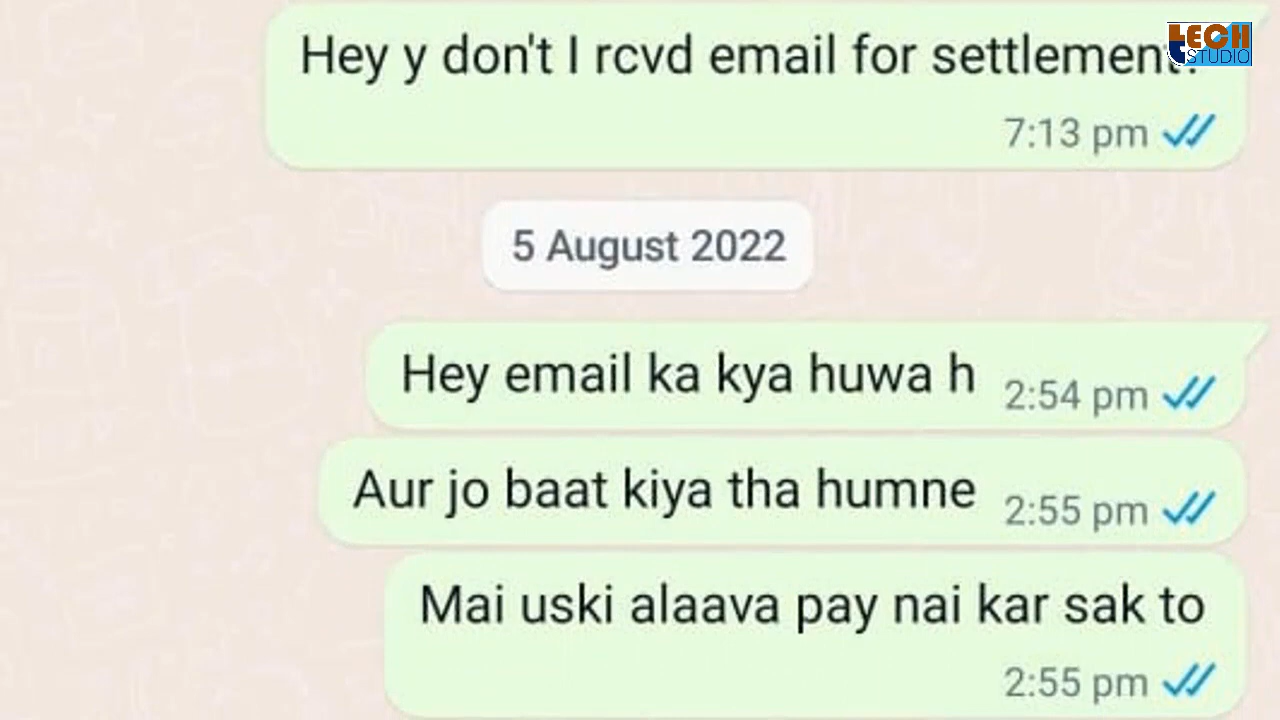 Hey y don't I rcvd email for settlement.
TECH
STUDIO
7:13 pm
5 August 2022
Hey email ka kya huwa h
2:54 pm
Aur jo baat kiya tha humne
2:55 pm
Mai uski alaava pay nai kar sak to
2:55 pm